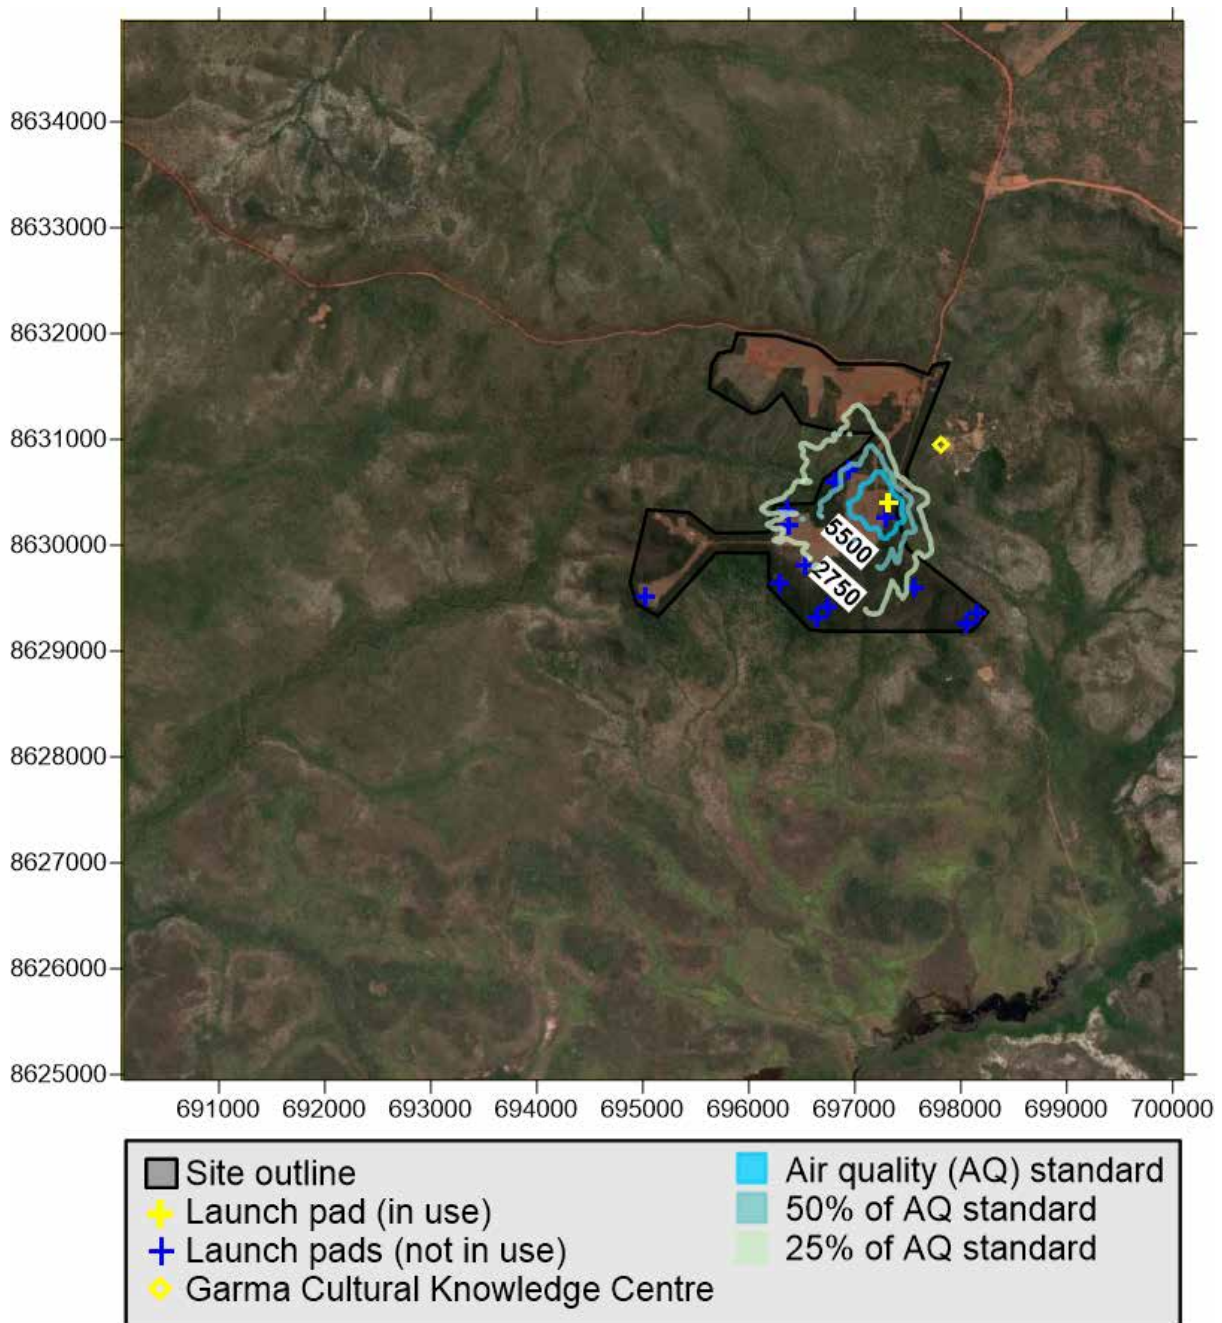 8634000
8633000
8632000
8631000
8630000
8629000
8628000
8627000
8626000
8625000
5500
2750
691000 692000 693000 694000 695000 696000 697000 698000 699000 700000
Site outline
Launch pad (in use)
Launch pads (not in use)
Garma Cultural Knowledge Centre
Air quality (AQ) standard
50% of AQ standard
25% of AQ standard